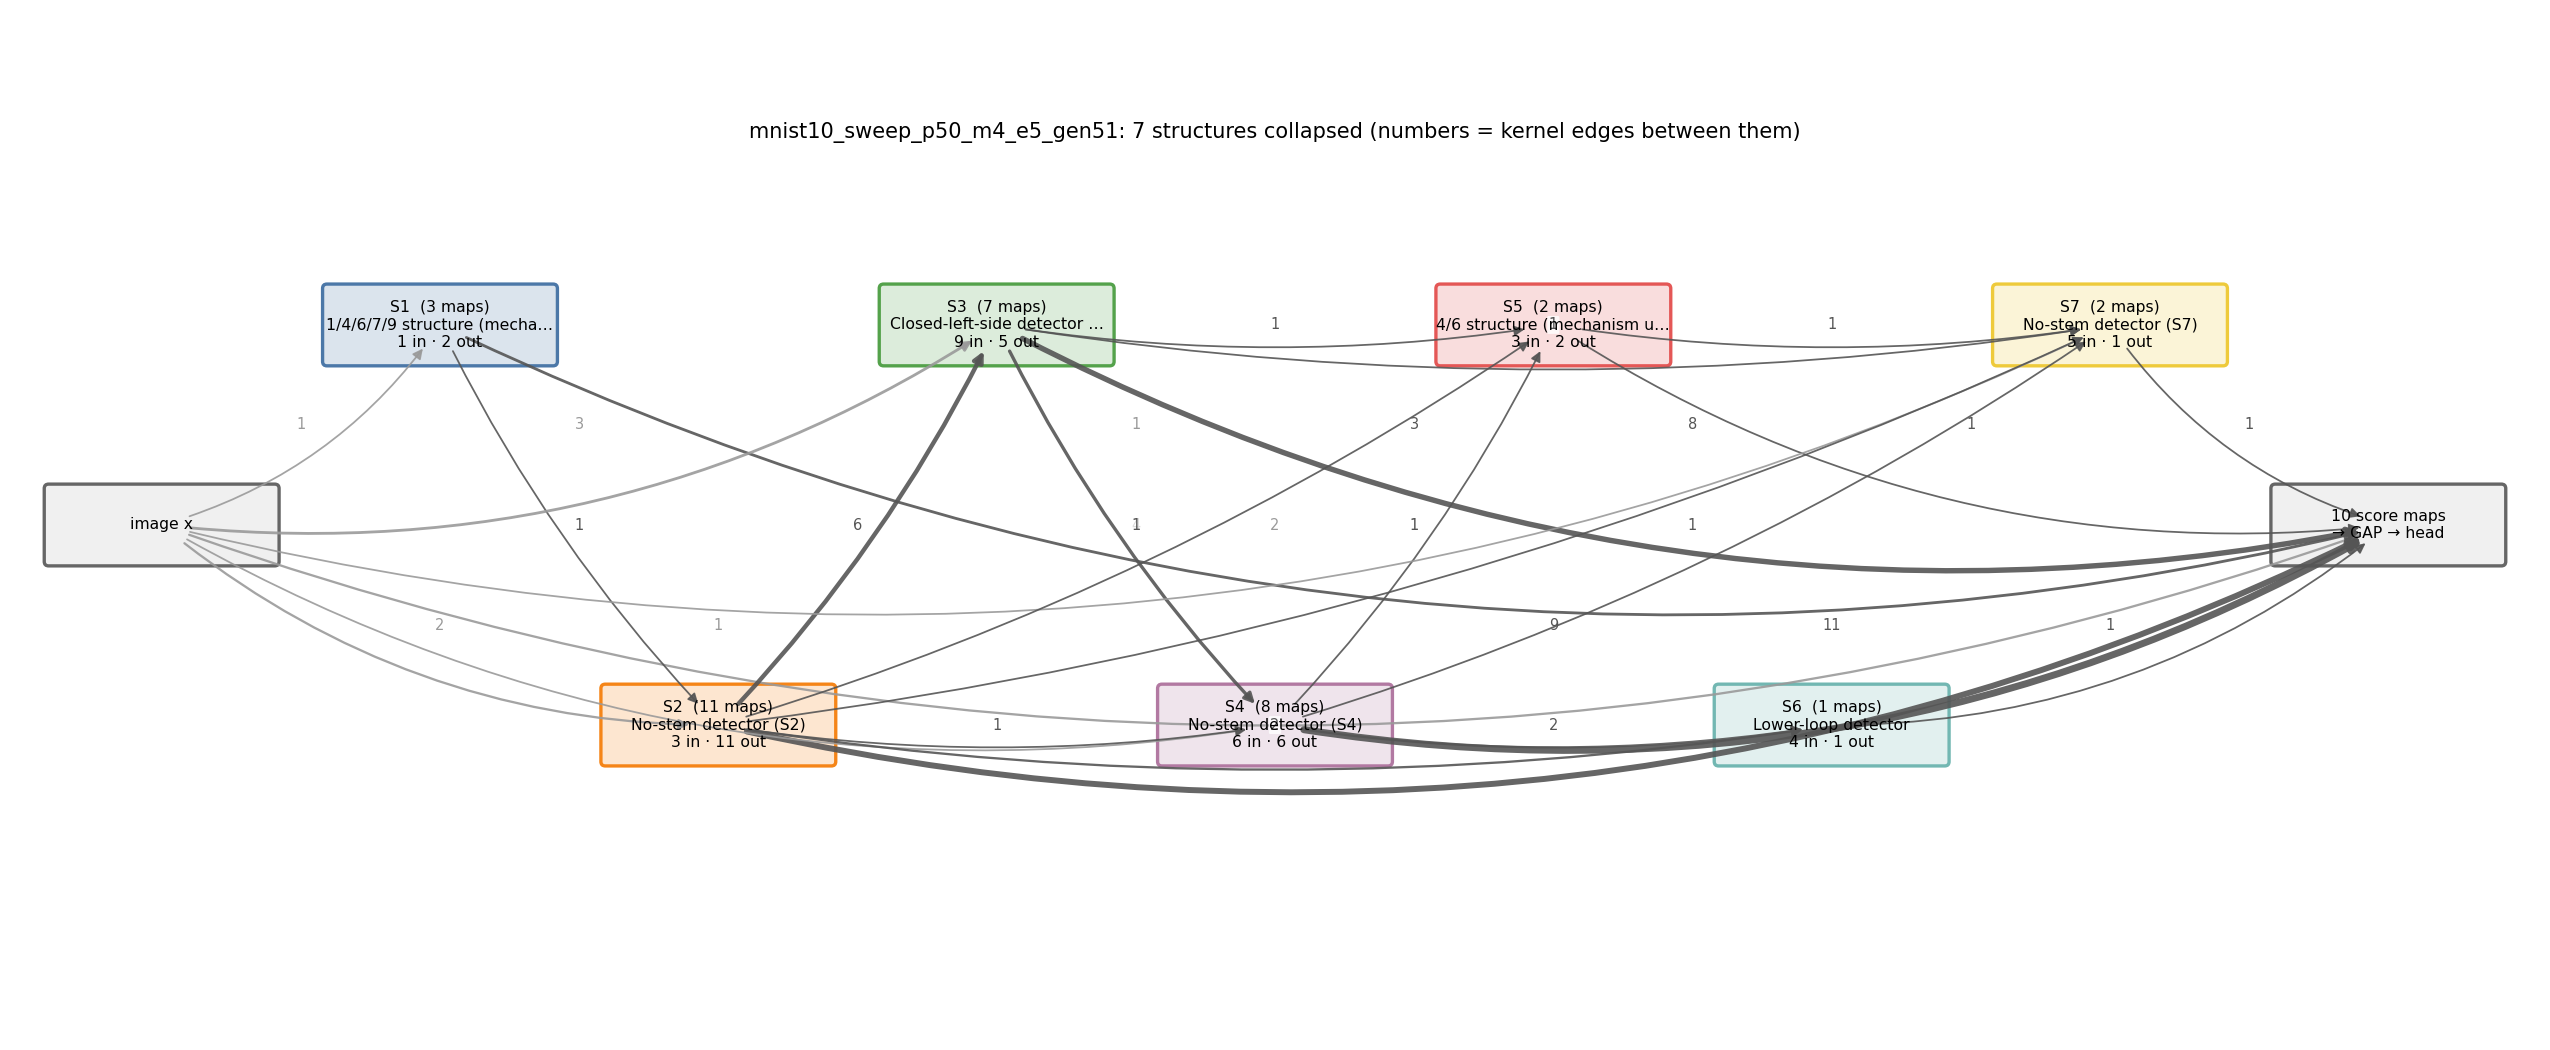 mnist10_sweep_p50_m4_e5_gen51: 7 structures collapsed (numbers = kernel edges between them)
S1 (3 maps)
1/4/6/7/9 structure (mecha…
1 in · 2 out
S3 (7 maps)
Closed-left-side detector …
9 in · 5 out
S5 (2 maps)
4/6 structure (mechanism u…
3 in · 2 out
S7 (2 maps)
No-stem detector (S7)
5 in · 1 out
1
1
1
3
1
3
8
1
1
image x
10 score maps
→ GAP → head
1
6
1
2
1
1
2
1
9
11
1
S2 (11 maps)
No-stem detector (S2)
3 in · 11 out
1
S4 (8 maps)
No-stem detector (S4)
6 in · 6 out
2
S6 (1 maps)
Lower-loop detector
4 in · 1 out